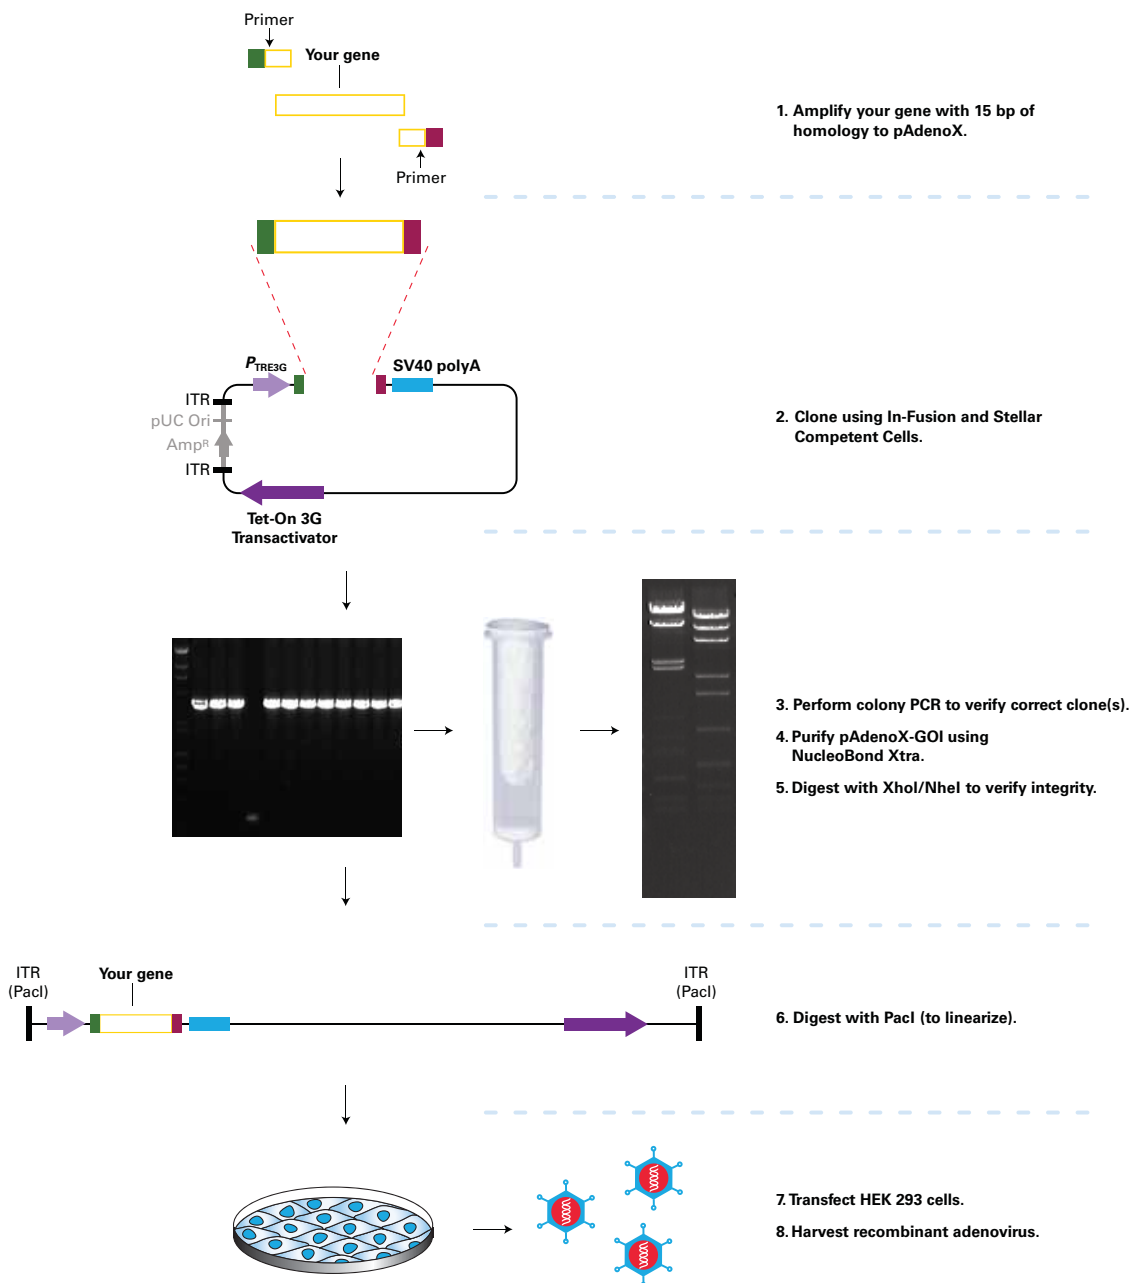 Primer
Your gene
Primer
1. Amplify your gene with 15 bp of
homology to pAdenoX.
PTRE3G
SV40 polyA
ITR
pUC Ori
AmpR
ITR
Tet-On 3G
Transactivator
2. Clone using In-Fusion and Stellar
Competent Cells.
3. Perform colony PCR to verify correct clone(s).
4. Purify pAdenoX-GOI using
NucleoBond Xtra.
5. Digest with XhoI/NheI to verify integrity.
ITR
(PacI)
Your gene
ITR
(PacI)
6. Digest with PacI (to linearize).
7. Transfect HEK 293 cells.
8. Harvest recombinant adenovirus.